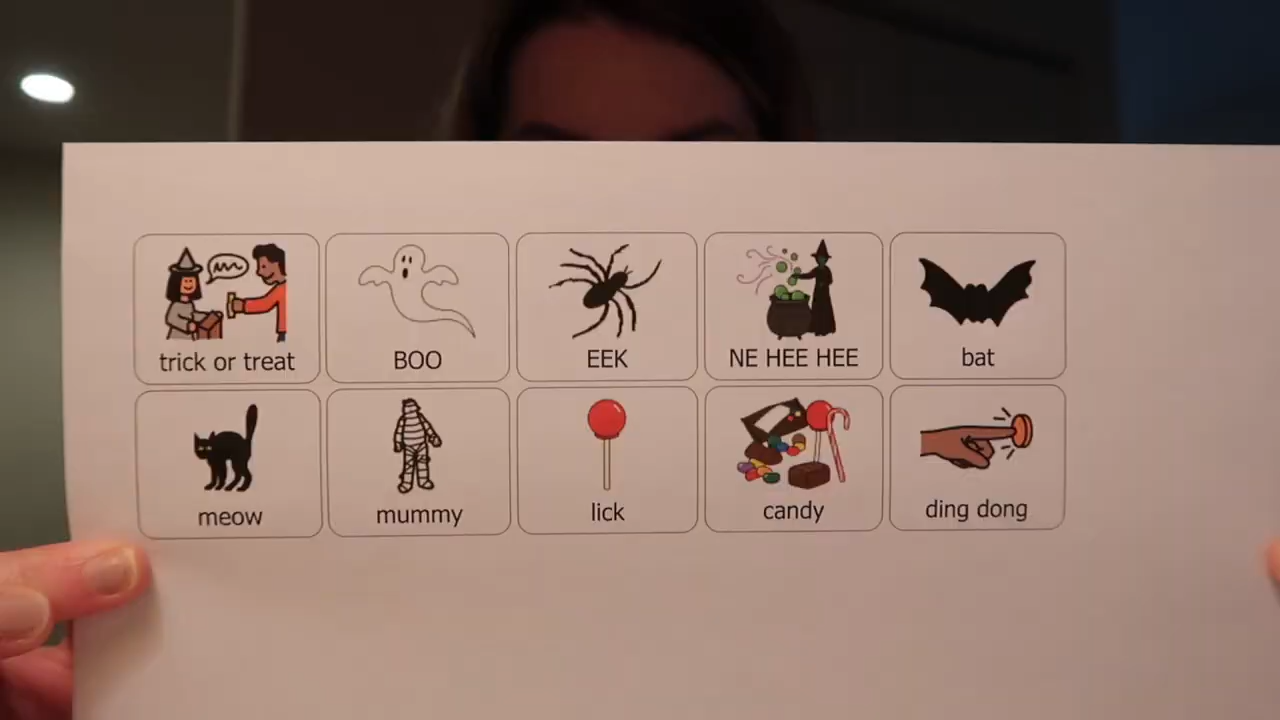 trick or treat
BOO
EEK
NE HEE HEE
bat
meow
mummy
lick
candy
ding dong